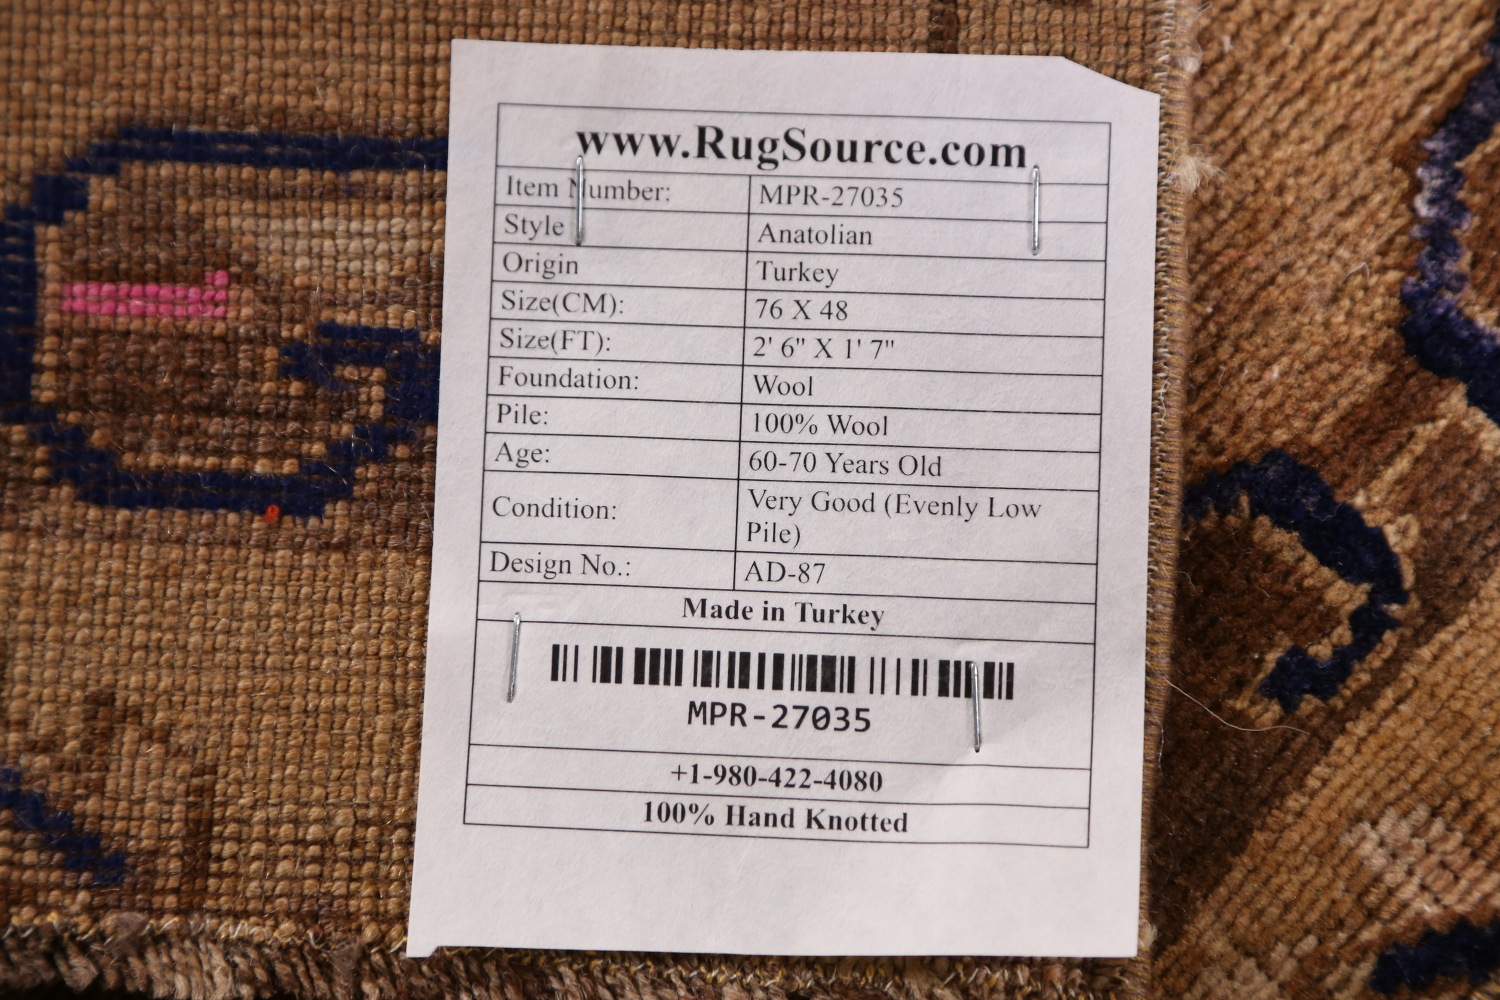 www.RugSource.com
Item Number: MPR-27035
Style Anatolian
Origin Turkey
Size(CM): 76 X 48
Size(FT): 2' 6" X 1' 7"
Foundation: Wool
Pile: 100% Wool
Age: 60-70 Years Old
Condition: Very Good (Evenly Low
Pile)
Design No.: AD-87
Made in Turkey
MPR-27035
+1-980-422-4080
100% Hand Knotted